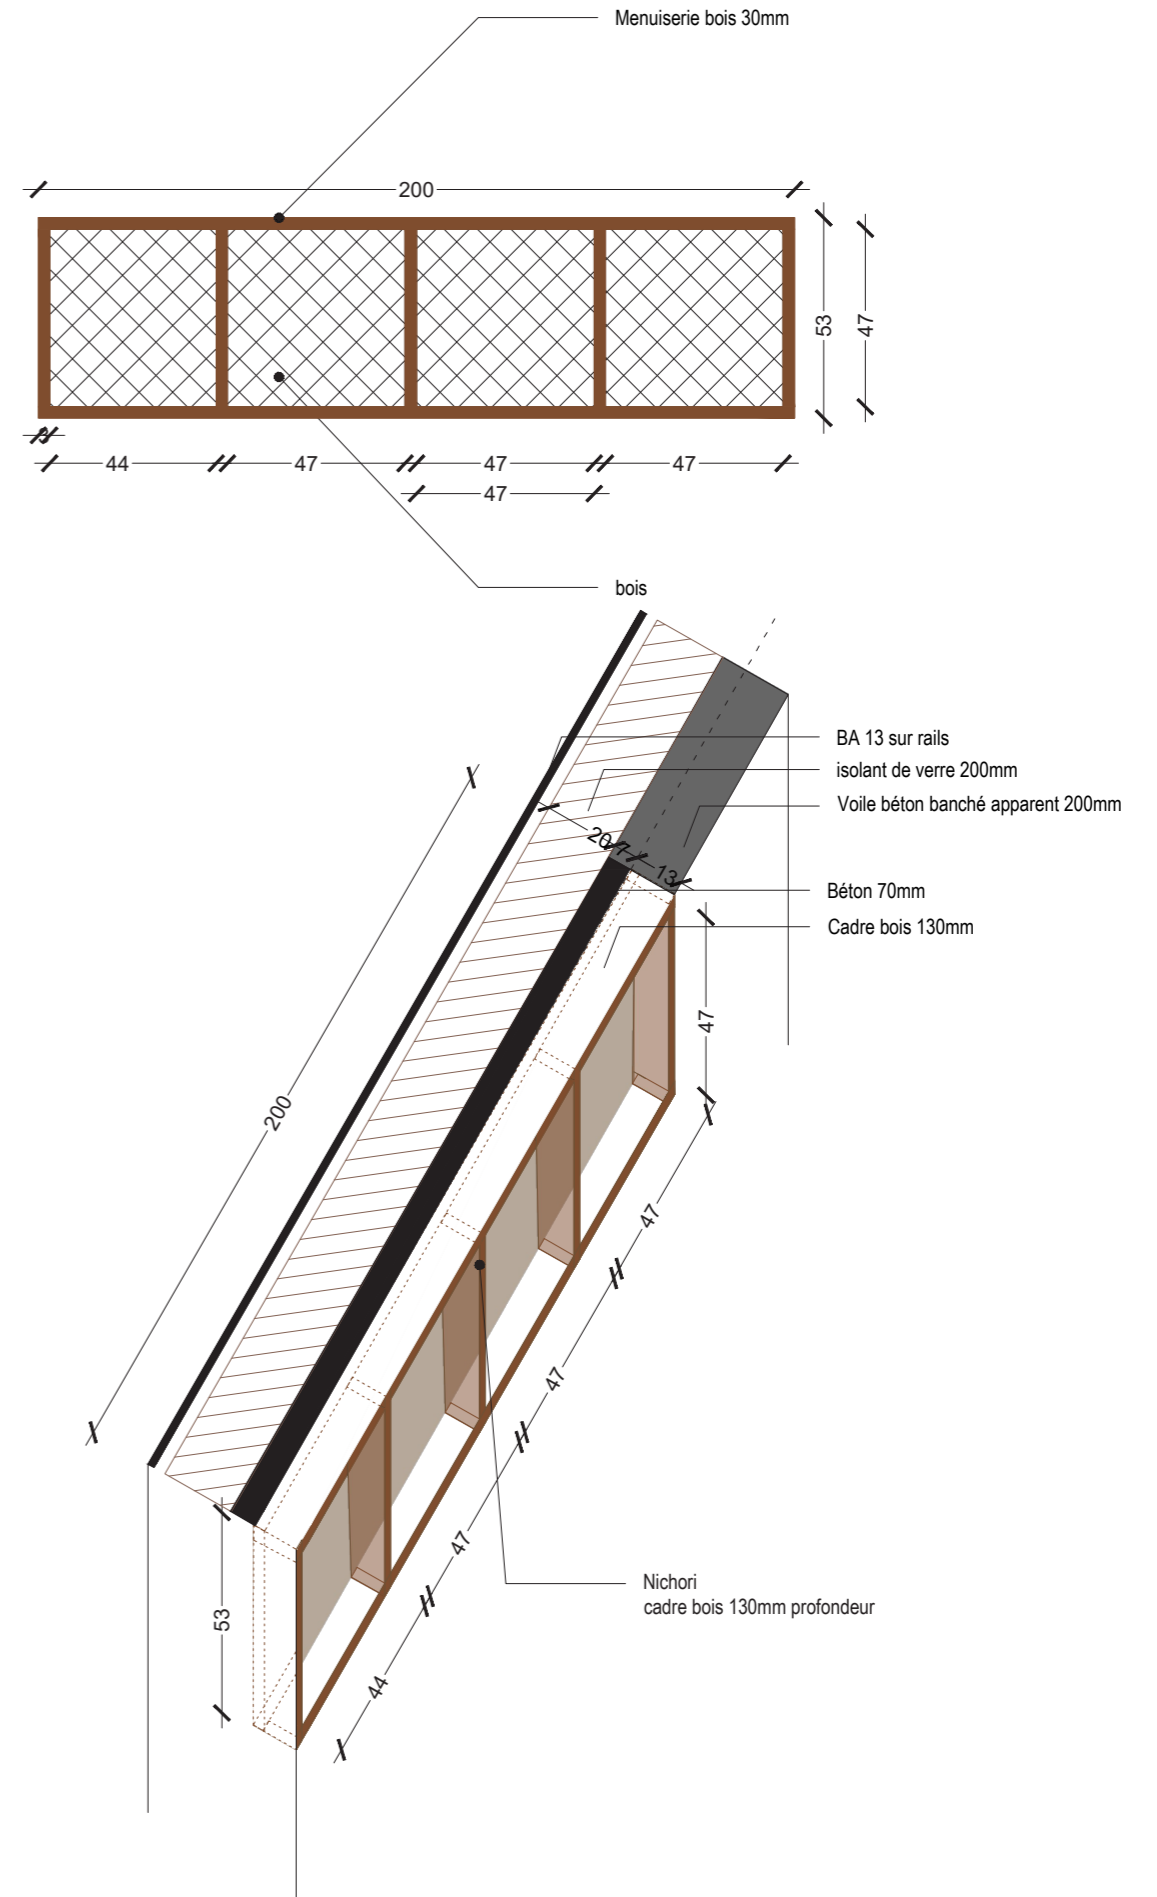 Menuiserie bois 30mm
200
53
47
3
44
47
47
47
47
bois
BA 13 sur rails
isolant de verre 200mm
Voile béton banché apparent 200mm
20
7
13
Béton 70mm
Cadre bois 130mm
47
200
47
47
47
53
44
Nichori
cadre bois 130mm profondeur